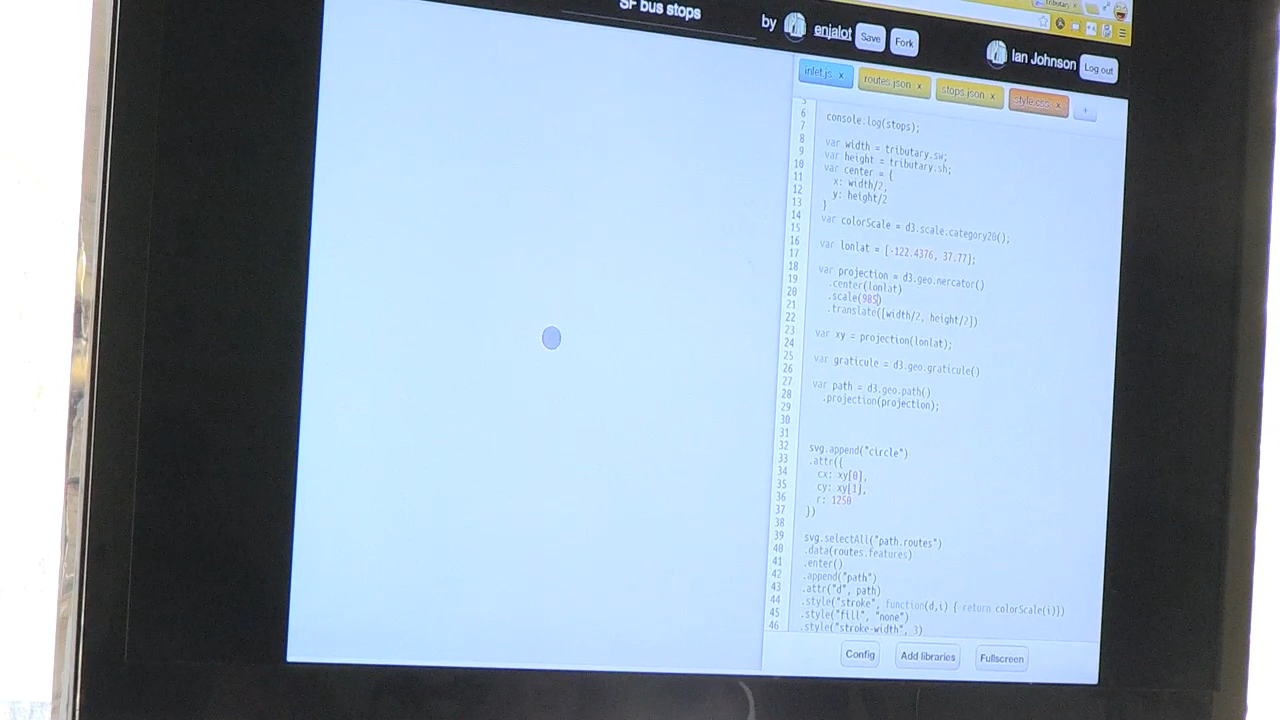 SF bus stops
by enjalot Save Fork
Ian Johnson Log out
Tributary x
inlet.js x routes.json x stops.json x style.css x +
5
6 console.log(stops);
7
8 var width = tributary.sw;
9 var height = tributary.sh;
10 var center = {
11 x: width/2,
12 y: height/2
13 }
14 var colorScale = d3.scale.category20();
15
16 var lonlat = [-122.4376, 37.77];
17
18 var projection = d3.geo.mercator()
19 .center(lonlat)
20 .scale(985)
21 .translate([width/2, height/2])
22
23 var xy = projection(lonlat);
24
25 var graticule = d3.geo.graticule()
26
27 var path = d3.geo.path()
28 .projection(projection);
29
30
31
32 svg.append("circle")
33 .attr({
34 cx: xy[0],
35 cy: xy[1],
36 r: 1250
37 })
38
39 svg.selectAll("path.routes")
40 .data(routes.features)
41 .enter()
42 .append("path")
43 .attr("d", path)
44 .style("stroke", function(d,i) { return colorScale(i)})
45 .style("fill", "none")
46 .style("stroke-width", 3)
Config Add libraries Fullscreen